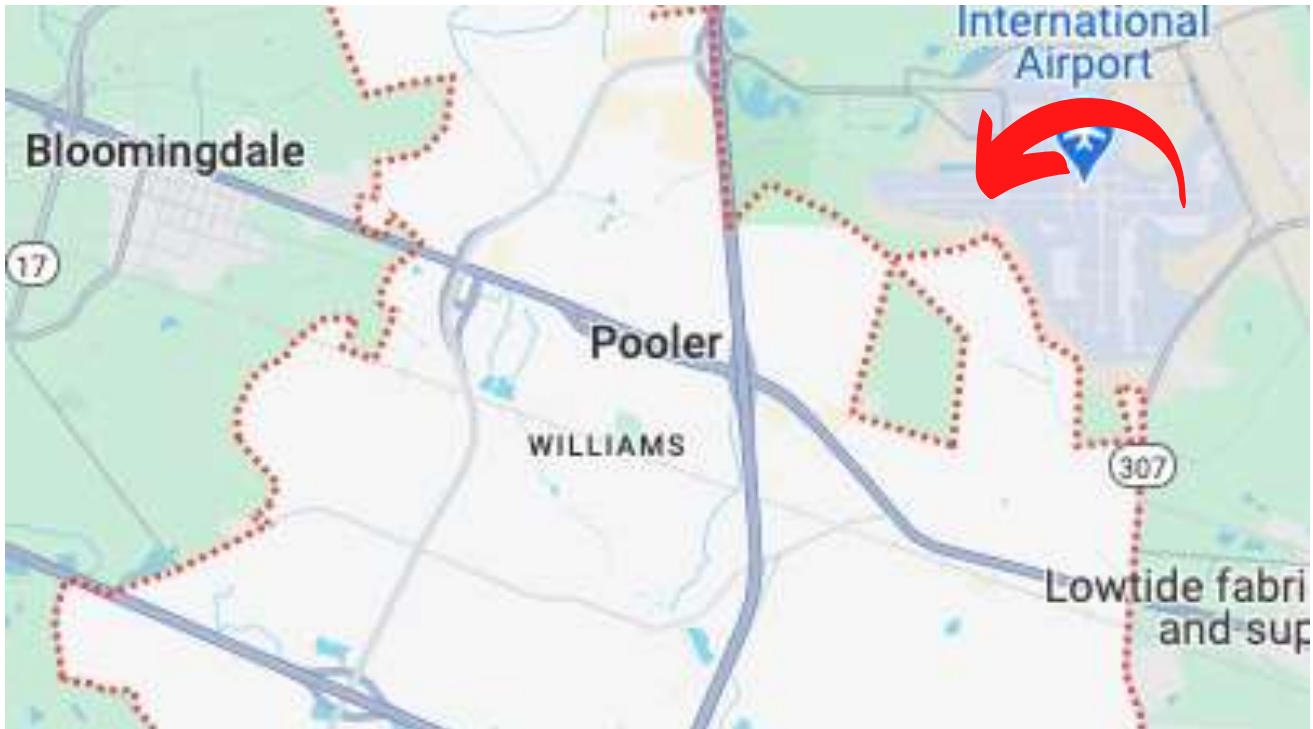 International
Airport
Bloomingdale
17
Pooler
WILLIAMS
307
Lowtide fabri
and sup